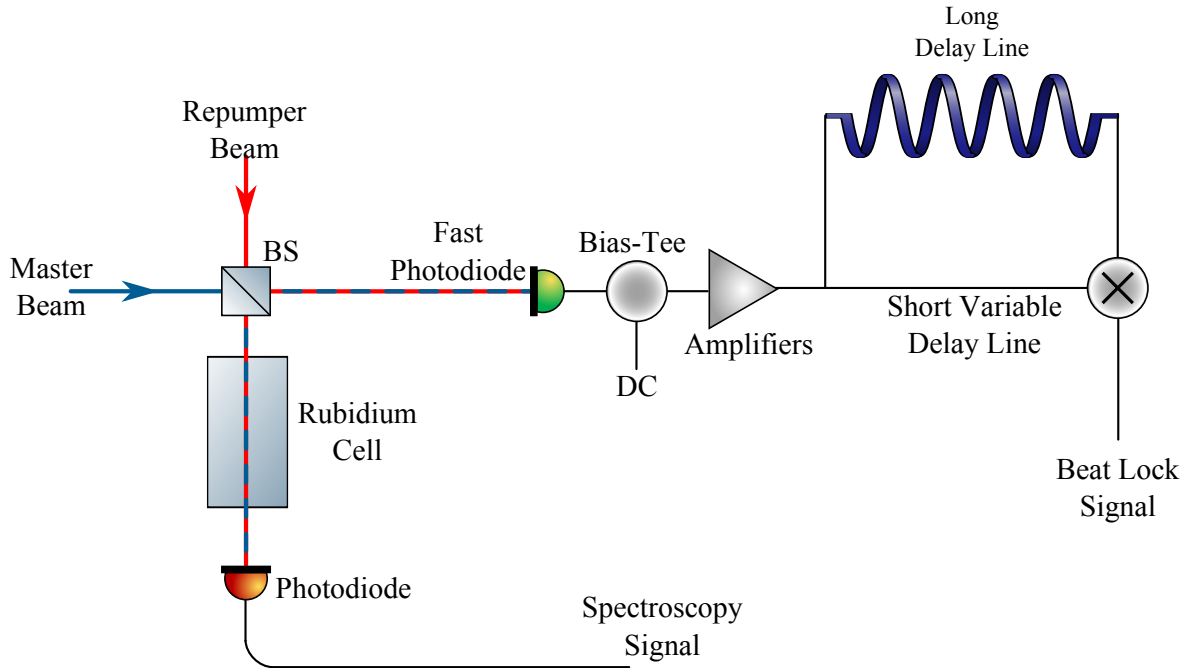 Long
Delay Line
Repumper
Beam
BS
Master
Beam
Fast
Photodiode
Bias-Tee
Amplifiers
DC
Short Variable
Delay Line
Rubidium
Cell
Beat Lock
Signal
Photodiode
Spectroscopy
Signal